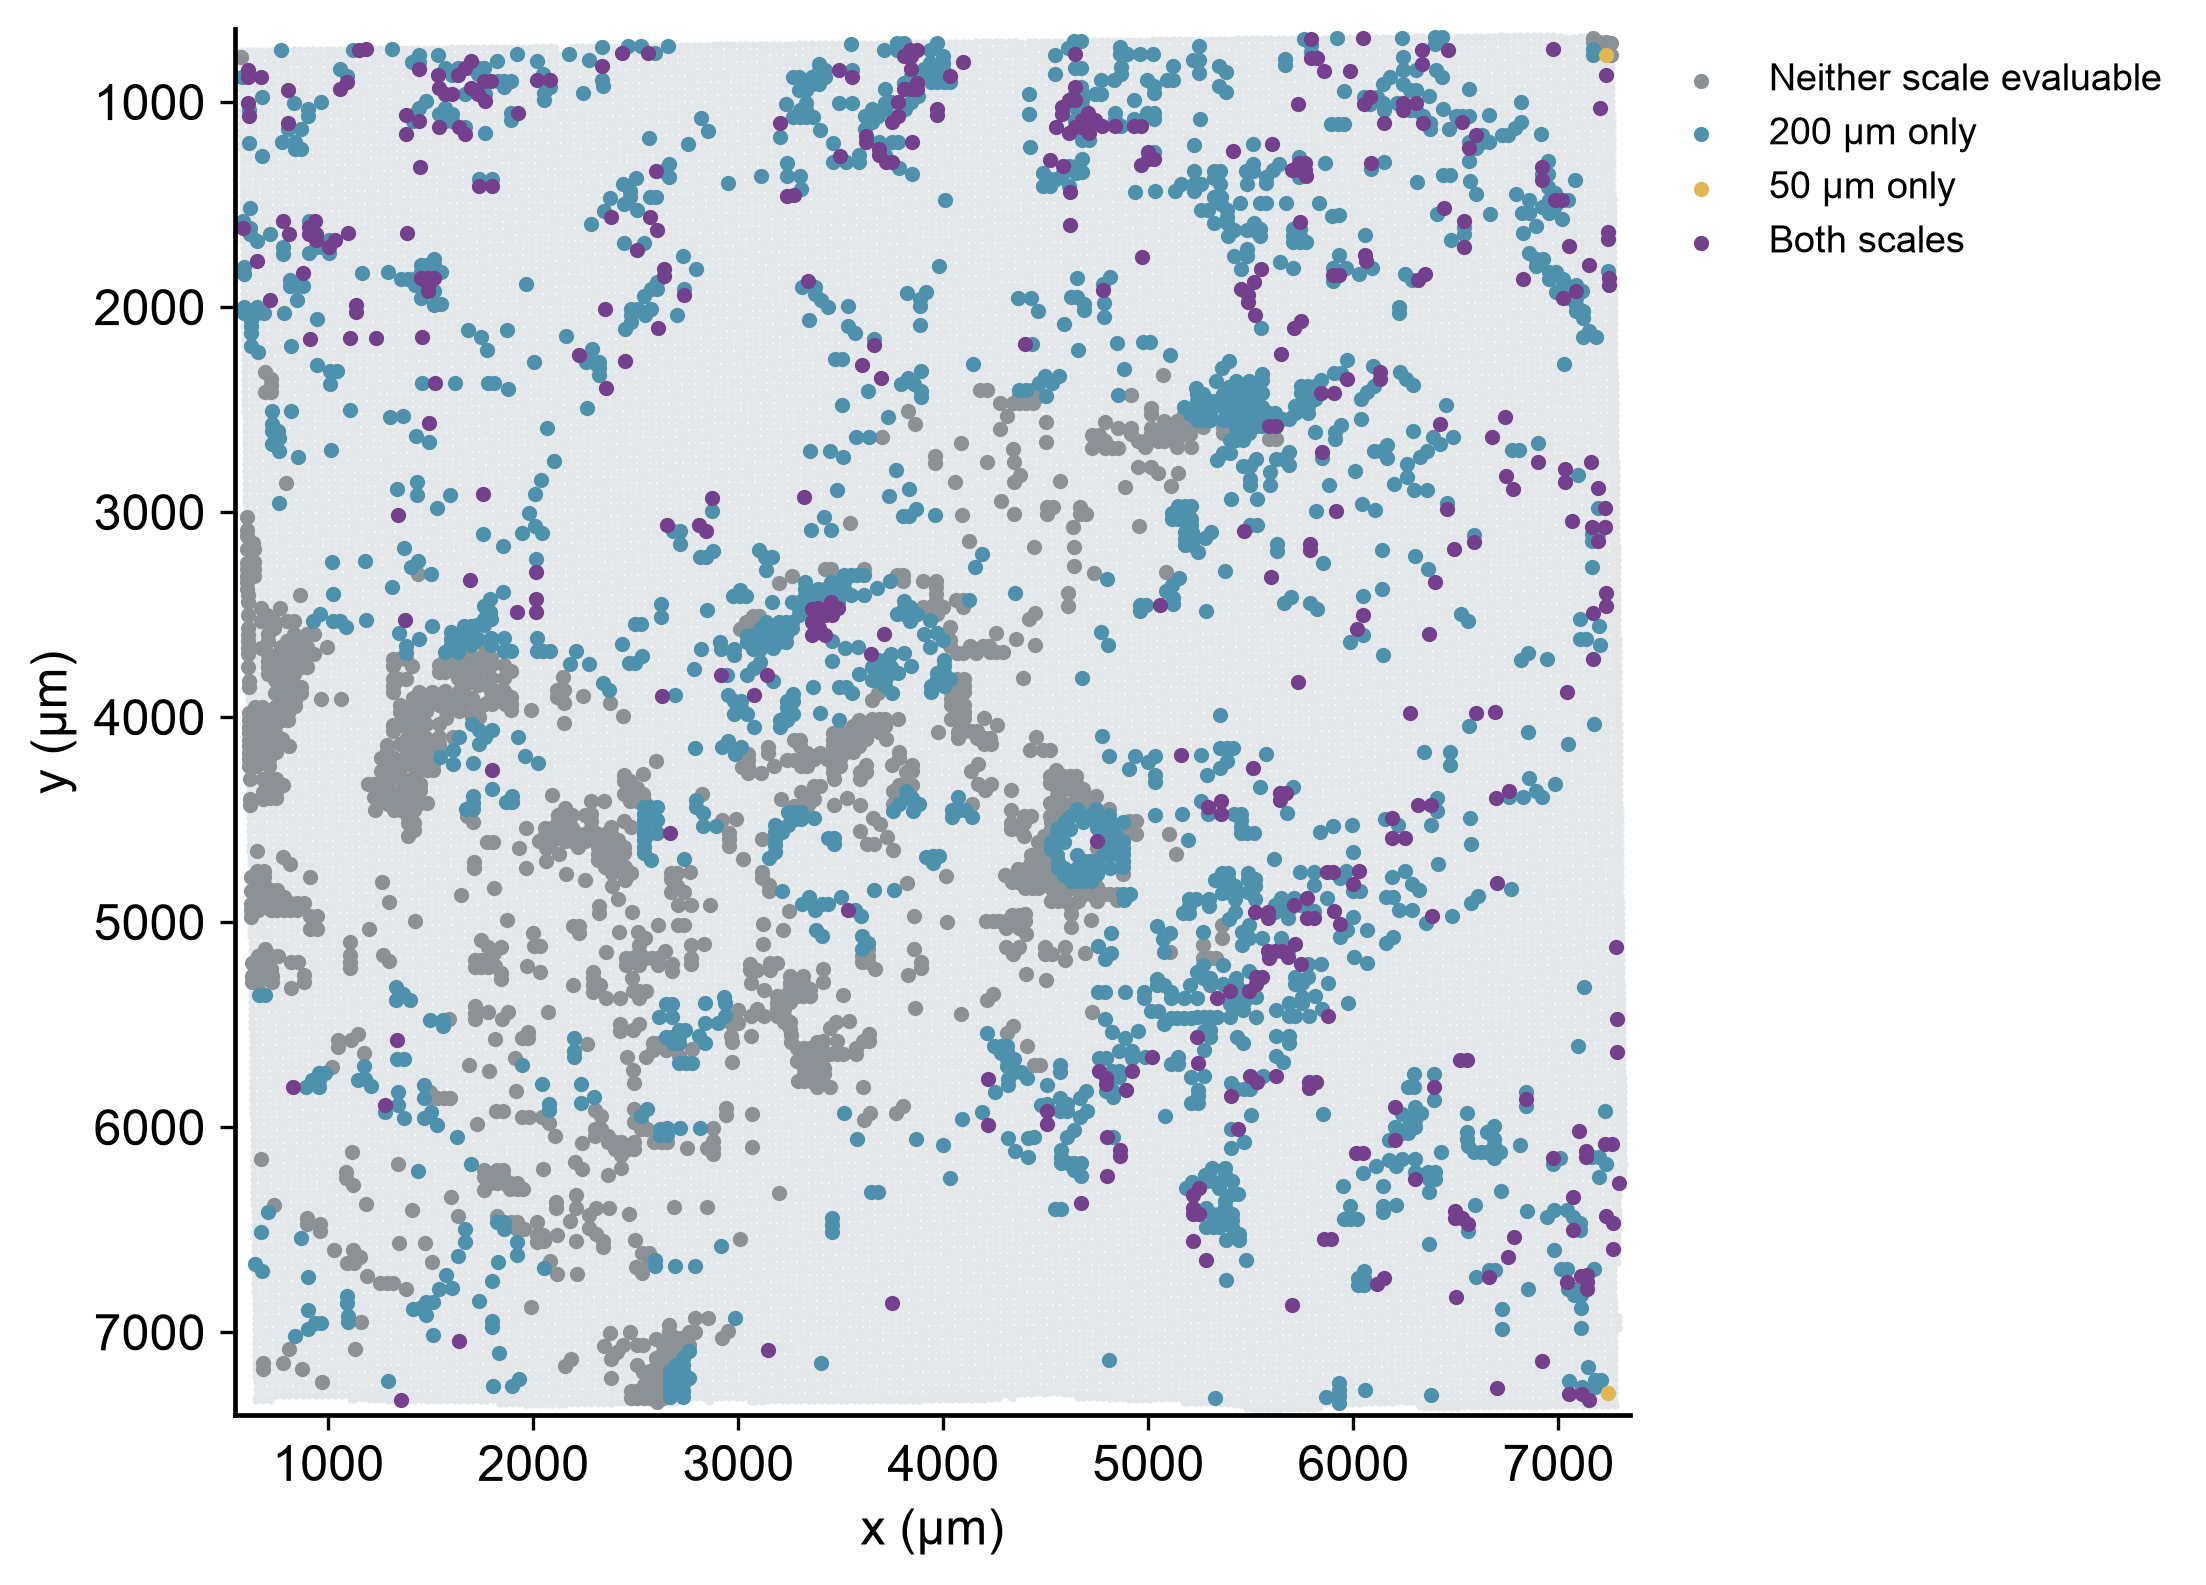 Neither scale evaluable
200 µm only
50 µm only
Both scales
1000
2000
3000
4000
5000
6000
7000
y (µm)
1000 2000 3000 4000 5000 6000 7000
x (µm)